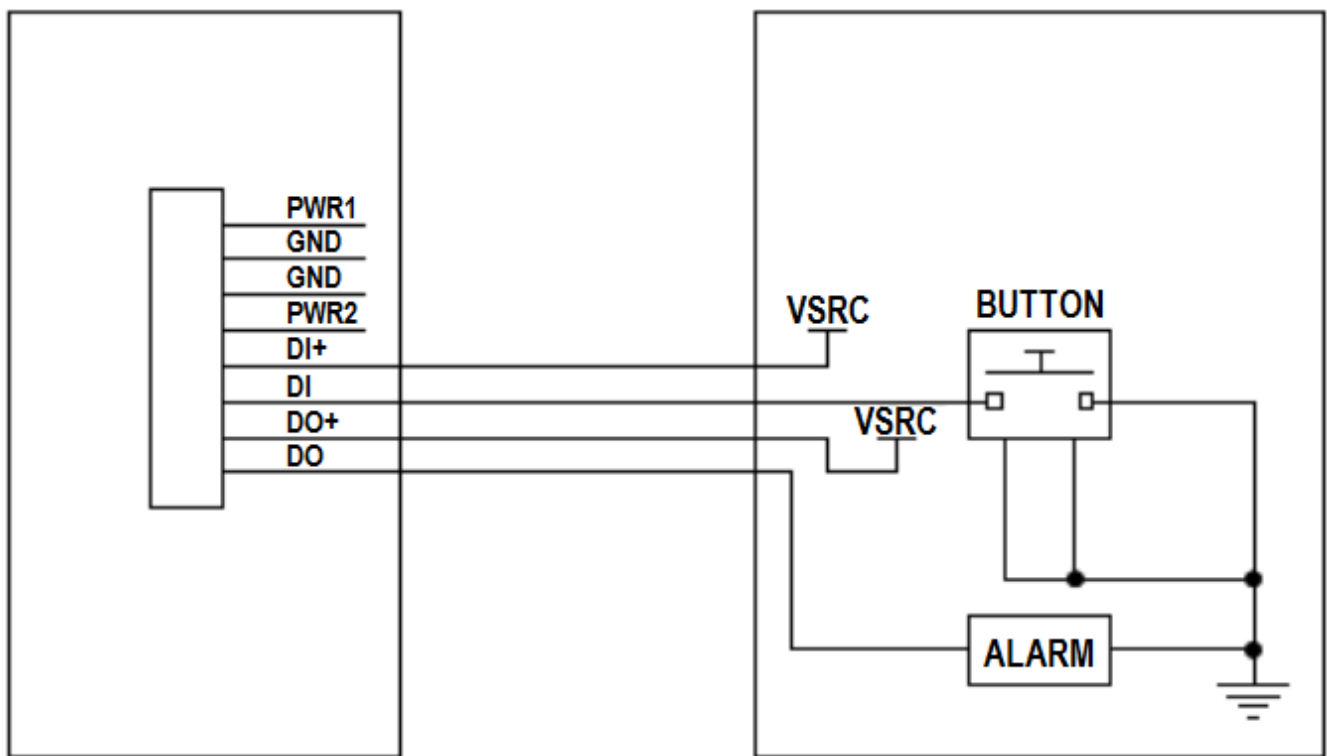 PWR1
GND
GND
PWR2
DI+
DI
DO+
DO
VSRC
BUTTON
VSRC
ALARM